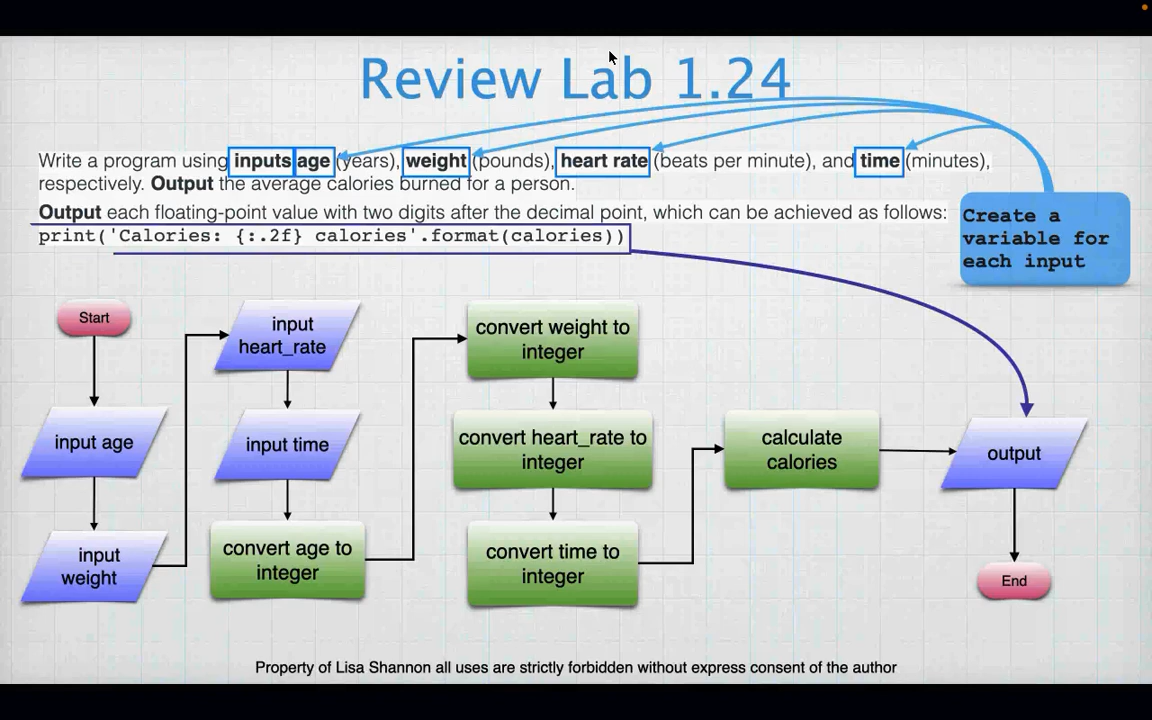 Review Lab 1.24
Write a program using inputs age (years), weight (pounds), heart rate (beats per minute), and time (minutes),
respectively. Output the average calories burned for a person.
Output each floating-point value with two digits after the decimal point, which can be achieved as follows:
print('Calories: {:.2f} calories'.format(calories))
Create a
variable for
each input
Start
input age
input
weight
input
heart_rate
input time
convert age to
integer
convert weight to
integer
convert heart_rate to
integer
convert time to
integer
calculate
calories
output
End
Property of Lisa Shannon all uses are strictly forbidden without express consent of the author